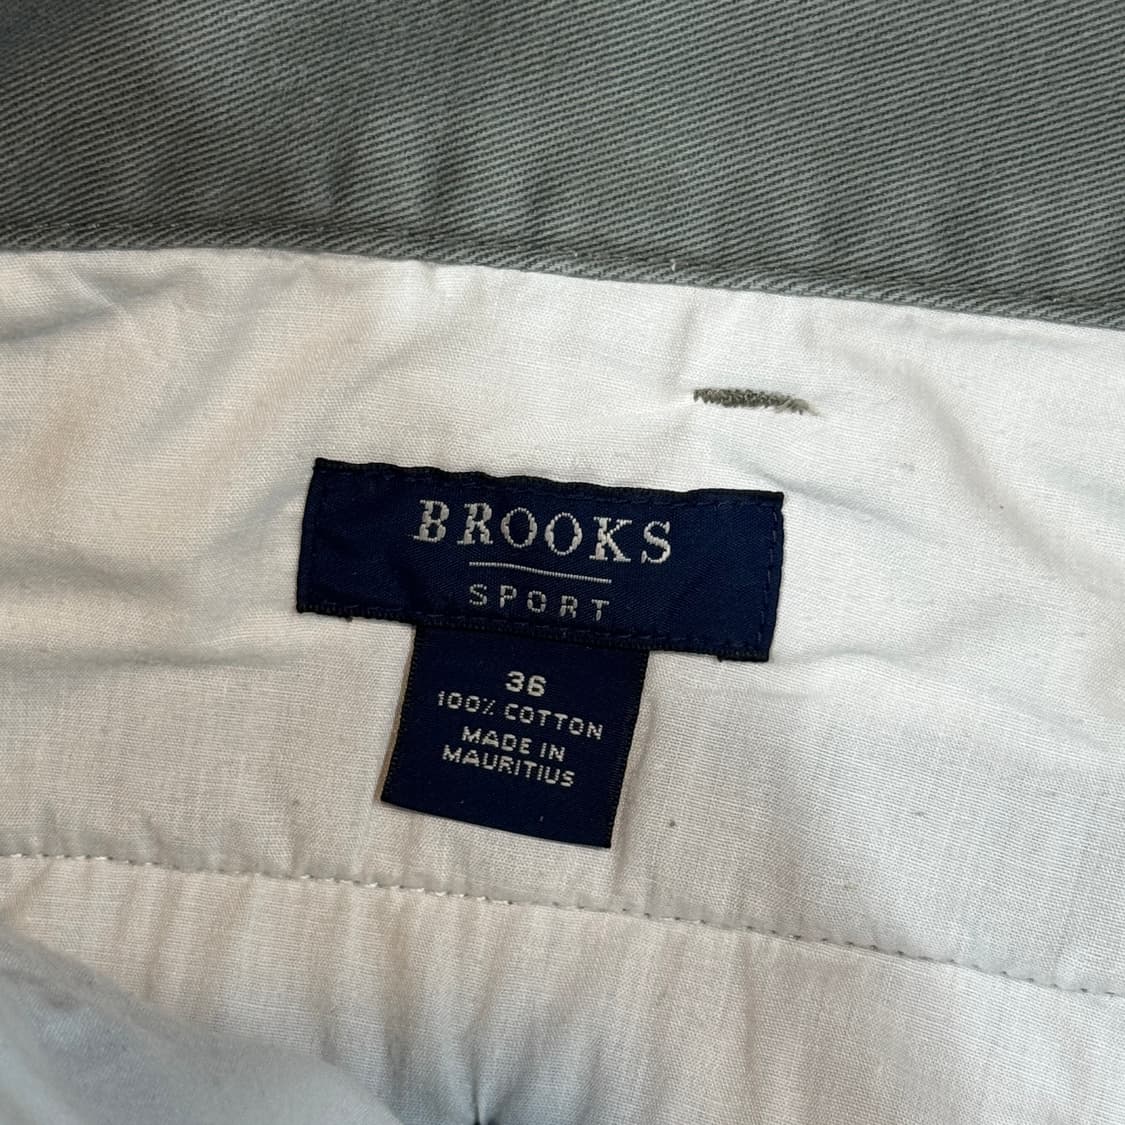 BROOKS
SPORT
36
100% COTTON
MADE IN
MAURITIUS